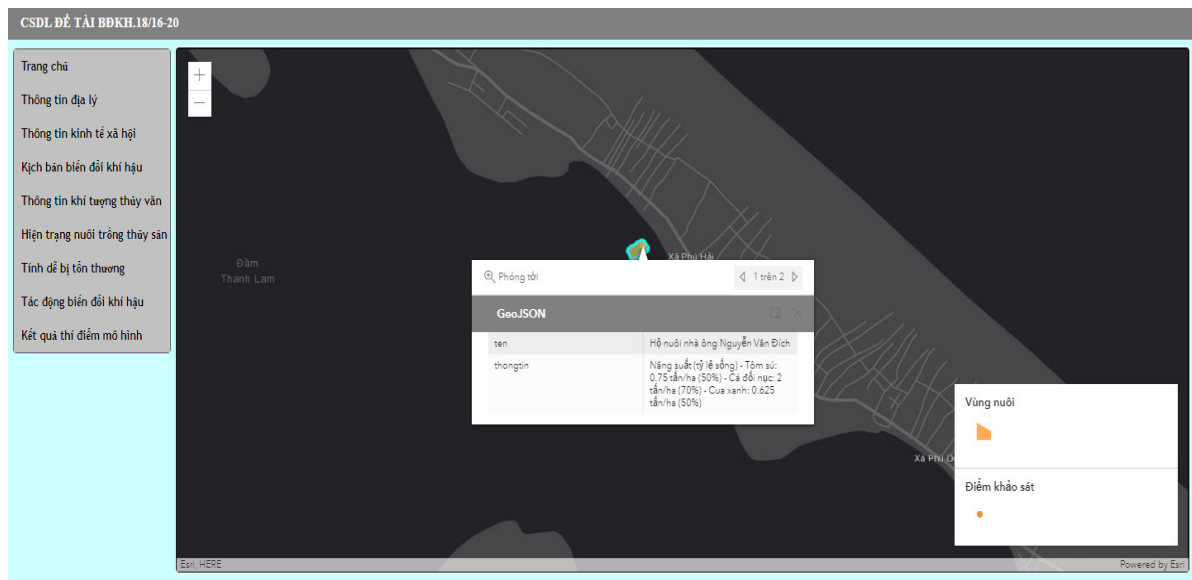 CSDL ĐỀ TÀI BĐKH.18/16-20
Trang chủ
Thông tin địa lý
Thông tin kinh tế xã hội
Kịch bản biến đổi khí hậu
Thông tin khí tượng thủy văn
Hiện trạng nuôi trồng thủy sản
Tính dễ bị tổn thương
Tác động biến đổi khí hậu
Kết quả thí điểm mô hình
+
−
Đầm
Thanh Lam
Xã Phú Hải
Phóng tới
1 trên 2
GeoJSON
ten
Hộ nuôi nhà ông Nguyễn Văn Đích
thongtin
Năng suất (tỷ lệ sống) - Tôm sú:
0.75 tấn/ha (50%) - Cá đối nục: 2
tấn/ha (70%) - Cua xanh: 0.625
tấn/ha (50%)
Xã Phú D
Vùng nuôi
Điểm khảo sát
Esri, HERE
Powered by Esri